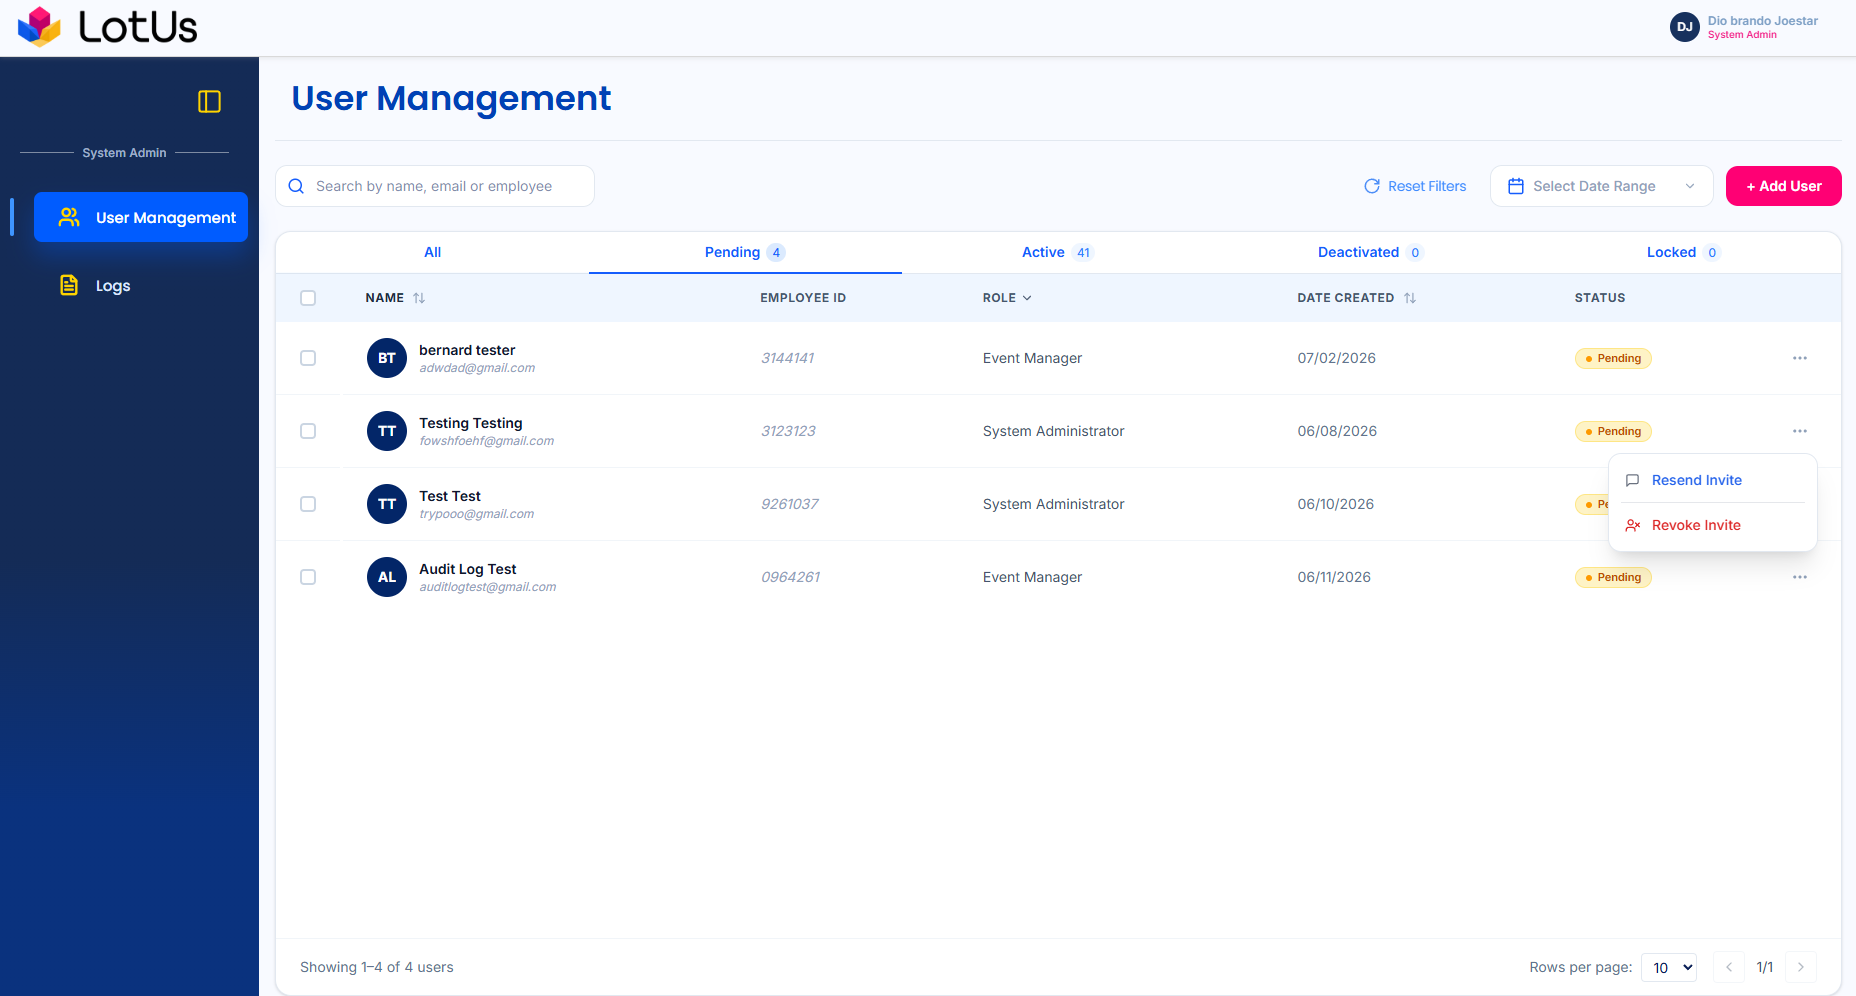 LotUs
DJ
Dio brando Joestar
System Admin
System Admin
User Management
Logs
User Management
Search by name, email or employee
Reset Filters
Select Date Range
+ Add User
All
Pending 4
Active 41
Deactivated 0
Locked 0
NAME EMPLOYEE ID ROLE DATE CREATED STATUS
BT bernard tester 3144141 Event Manager 07/02/2026 Pending
adwdad@gmail.com
TT Testing Testing 3123123 System Administrator 06/08/2026 Pending
fowshfoehf@gmail.com
Resend Invite
Revoke Invite
TT Test Test 9261037 System Administrator 06/10/2026 Pe
trypooo@gmail.com
AL Audit Log Test 0964261 Event Manager 06/11/2026 Pending
auditlogtest@gmail.com
Showing 1–4 of 4 users
Rows per page: 10
1/1